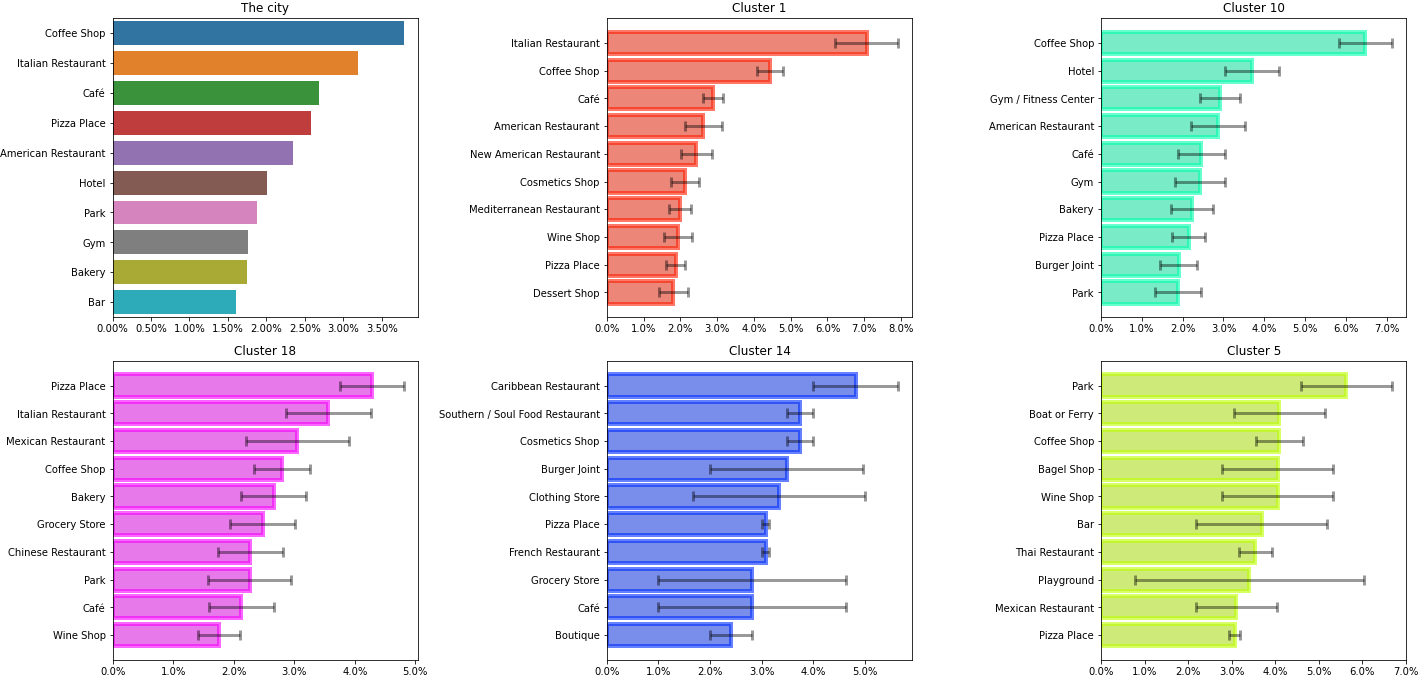 The city
Coffee Shop
Italian Restaurant
Café
Pizza Place
American Restaurant
Hotel
Park
Gym
Bakery
Bar
0.00% 0.50% 1.00% 1.50% 2.00% 2.50% 3.00% 3.50%
Cluster 1
Italian Restaurant
Coffee Shop
Café
American Restaurant
New American Restaurant
Cosmetics Shop
Mediterranean Restaurant
Wine Shop
Pizza Place
Dessert Shop
0.0% 1.0% 2.0% 3.0% 4.0% 5.0% 6.0% 7.0% 8.0%
Cluster 10
Coffee Shop
Hotel
Gym / Fitness Center
American Restaurant
Café
Gym
Bakery
Pizza Place
Burger Joint
Park
0.0% 1.0% 2.0% 3.0% 4.0% 5.0% 6.0% 7.0%
Cluster 18
Pizza Place
Italian Restaurant
Mexican Restaurant
Coffee Shop
Bakery
Grocery Store
Chinese Restaurant
Park
Café
Wine Shop
0.0% 1.0% 2.0% 3.0% 4.0% 5.0%
Cluster 14
Caribbean Restaurant
Southern / Soul Food Restaurant
Cosmetics Shop
Burger Joint
Clothing Store
Pizza Place
French Restaurant
Grocery Store
Café
Boutique
0.0% 1.0% 2.0% 3.0% 4.0% 5.0%
Cluster 5
Park
Boat or Ferry
Coffee Shop
Bagel Shop
Wine Shop
Bar
Thai Restaurant
Playground
Mexican Restaurant
Pizza Place
0.0% 1.0% 2.0% 3.0% 4.0% 5.0% 6.0% 7.0%